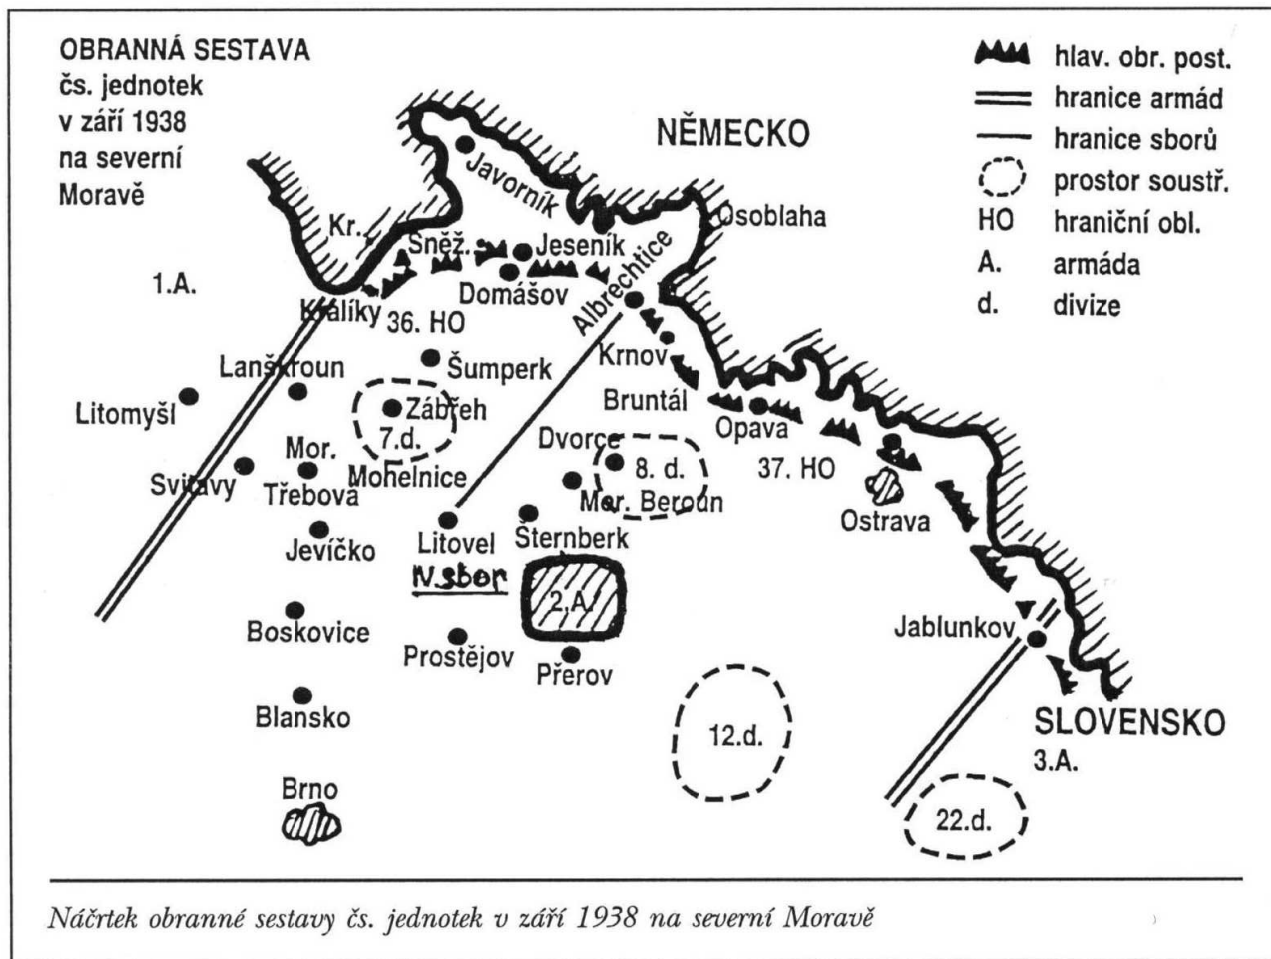 OBRANNÁ SESTAVA
čs. jednotek
v září 1938
na severní
Moravě
hlav. obr. post.
hranice armád
hranice sborů
prostor soustř.
HO hraniční obl.
A. armáda
d. divize
NĚMECKO
Javorník
Osoblaha
Kr.
Sněž.
Jeseník
1.A.
Domášov
Albrechtice
Králíky
36. HO
Krnov
Lanškroun
Šumperk
Litomyšl
Zábřeh
Bruntál
Opava
7.d.
Dvorce
Mor.
Třebová
Mohelnice
8. d.
37. HO
Svitavy
Mor. Beroun
Ostrava
Jevíčko
Litovel
Šternberk
IV. sbor
2.A.
Boskovice
Prostějov
Přerov
Jablunkov
Blansko
12.d.
SLOVENSKO
3.A.
Brno
22.d.
Náčrtek obranné sestavy čs. jednotek v září 1938 na severní Moravě